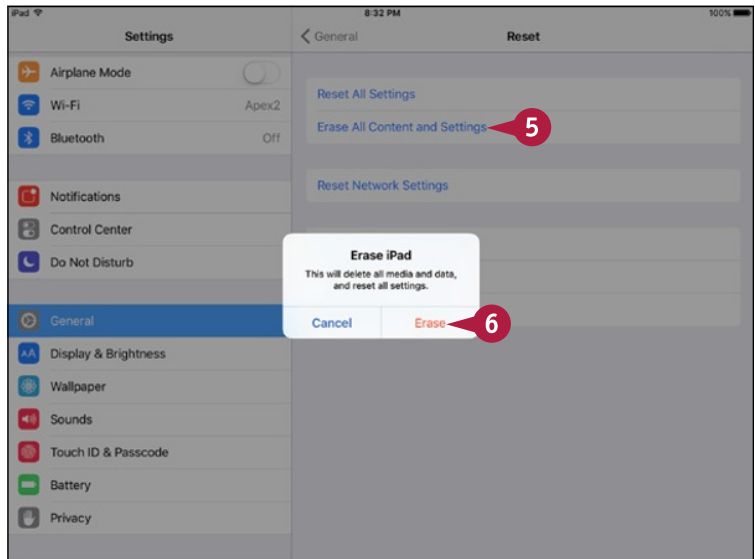 iPad 8:32 PM 100%
Settings
General Reset
Airplane Mode
Wi-Fi Apex2
Bluetooth Off
Notifications
Control Center
Do Not Disturb
General
Display & Brightness
Wallpaper
Sounds
Touch ID & Passcode
Battery
Privacy
Reset All Settings
Erase All Content and Settings 5
Reset Network Settings
Erase iPad
This will delete all media and data,
and reset all settings.
Cancel Erase 6